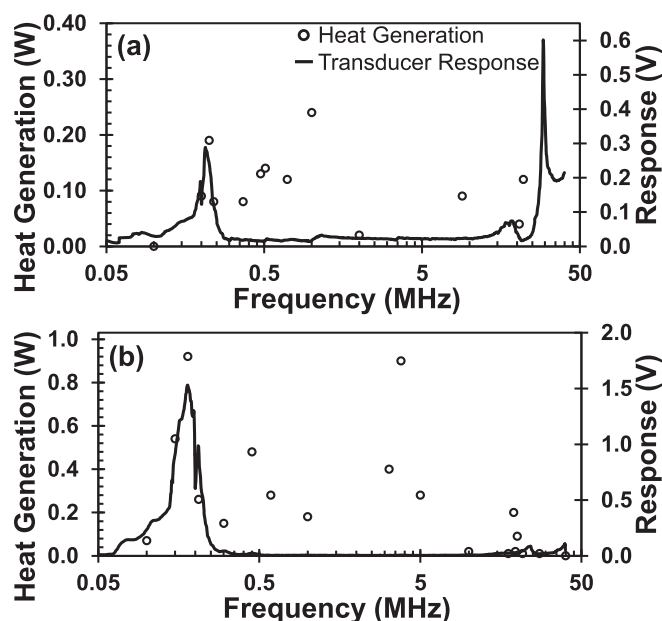 (a)
Heat Generation
Transducer Response
Heat Generation (W)
0.40
0.30
0.20
0.10
0.00
Response (V)
0.6
0.5
0.4
0.3
0.2
0.1
0.0
0.05 0.5 5 50
Frequency (MHz)
(b)
Heat Generation (W)
1.0
0.8
0.6
0.4
0.2
0.0
Response (V)
2.0
1.5
1.0
0.5
0.0
0.05 0.5 5 50
Frequency (MHz)